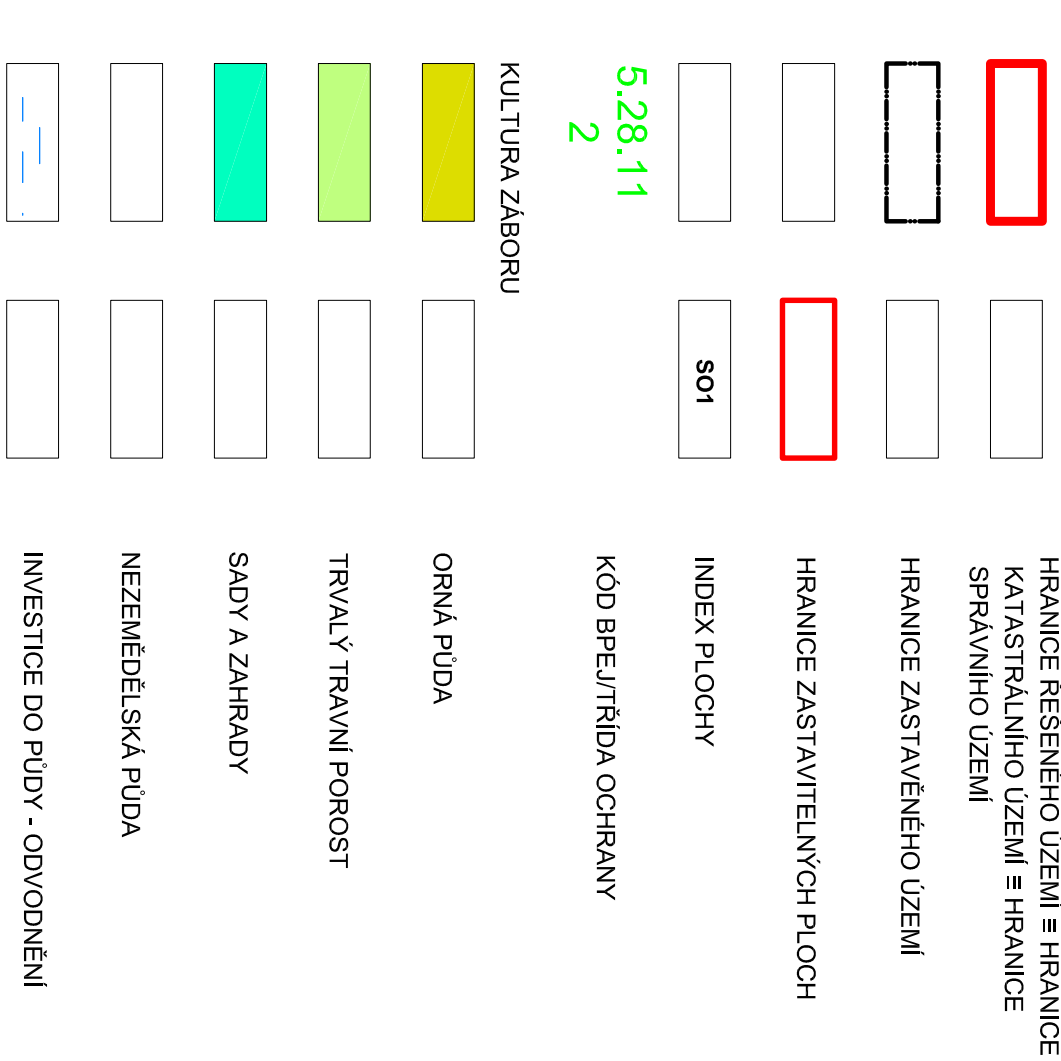 HRANICE ŘEŠENÉHO ÚZEMÍ ≡ HRANICE
KATASTRÁLNÍHO ÚZEMÍ ≡ HRANICE
SPRÁVNÍHO ÚZEMÍ
HRANICE ZASTAVĚNÉHO ÚZEMÍ
HRANICE ZASTAVITELNÝCH PLOCH
SO1
INDEX PLOCHY
5.28.11
2
KÓD BPEJ/TŘÍDA OCHRANY
KULTURA ZÁBORU
ORNÁ PŮDA
TRVALÝ TRAVNÍ POROST
SADY A ZAHRADY
NEZEMĚDĚLSKÁ PŮDA
INVESTICE DO PŮDY - ODVODNĚNÍ